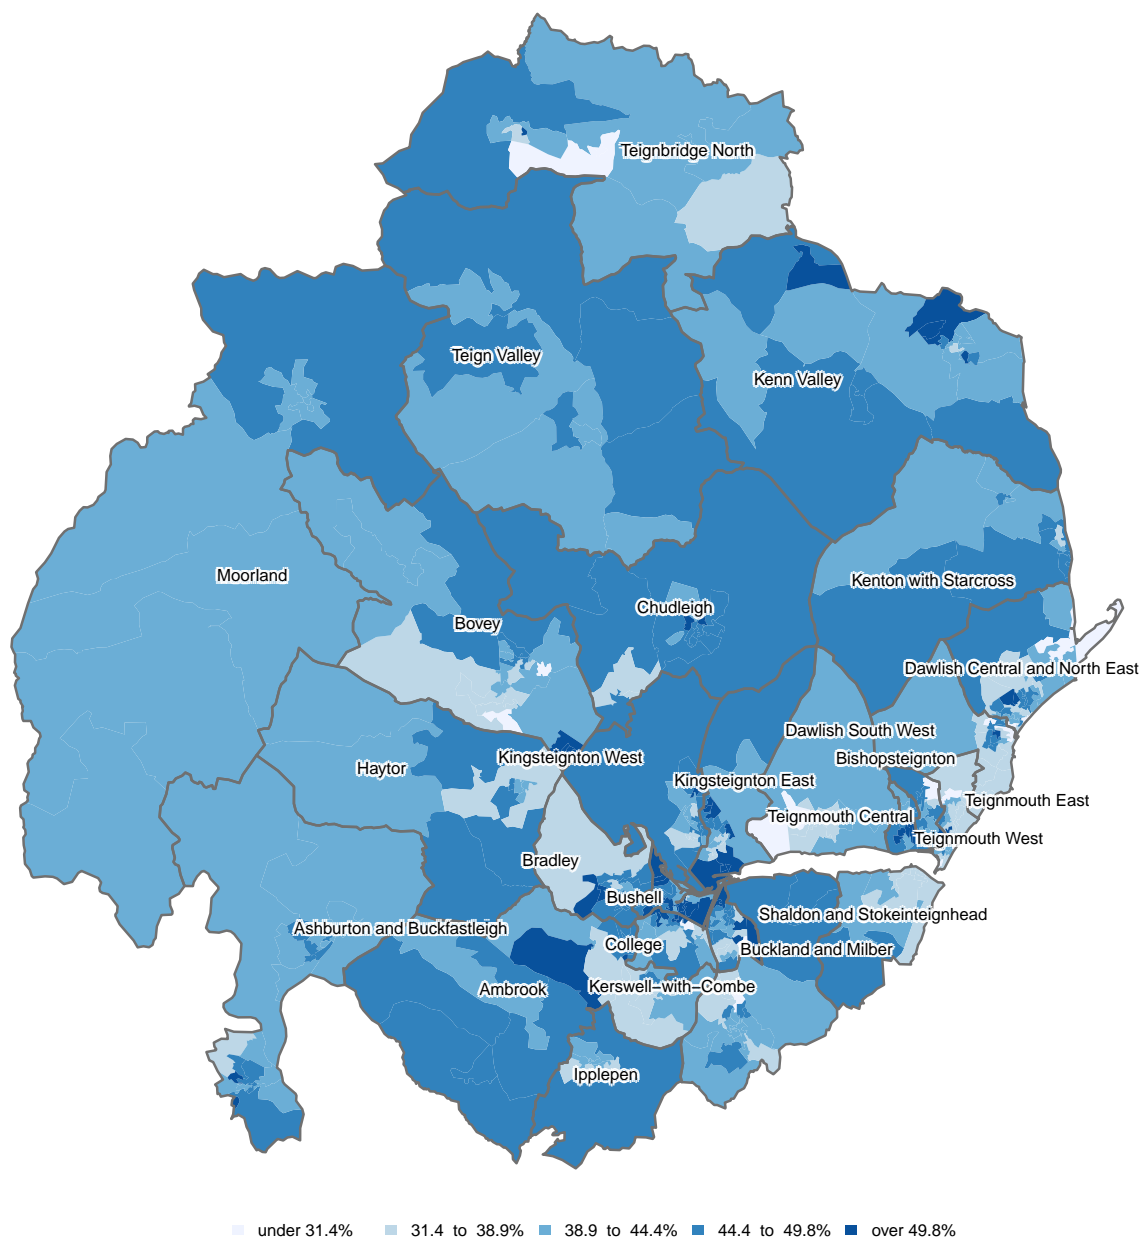 Teignbridge North
Teign Valley
Kenn Valley
Moorland
Kenton with Starcross
Chudleigh
Bovey
Dawlish Central and North East
Dawlish South West
Bishopsteignton
Kingsteignton West
Haytor
Kingsteignton East
Teignmouth East
Teignmouth Central
Teignmouth West
Bradley
Bushell
Shaldon and Stokeinteignhead
Ashburton and Buckfastleigh
College
Buckland and Milber
Ambrook
Kerswell−with−Combe
Ipplepen
under 31.4% 31.4 to 38.9% 38.9 to 44.4% 44.4 to 49.8% over 49.8%